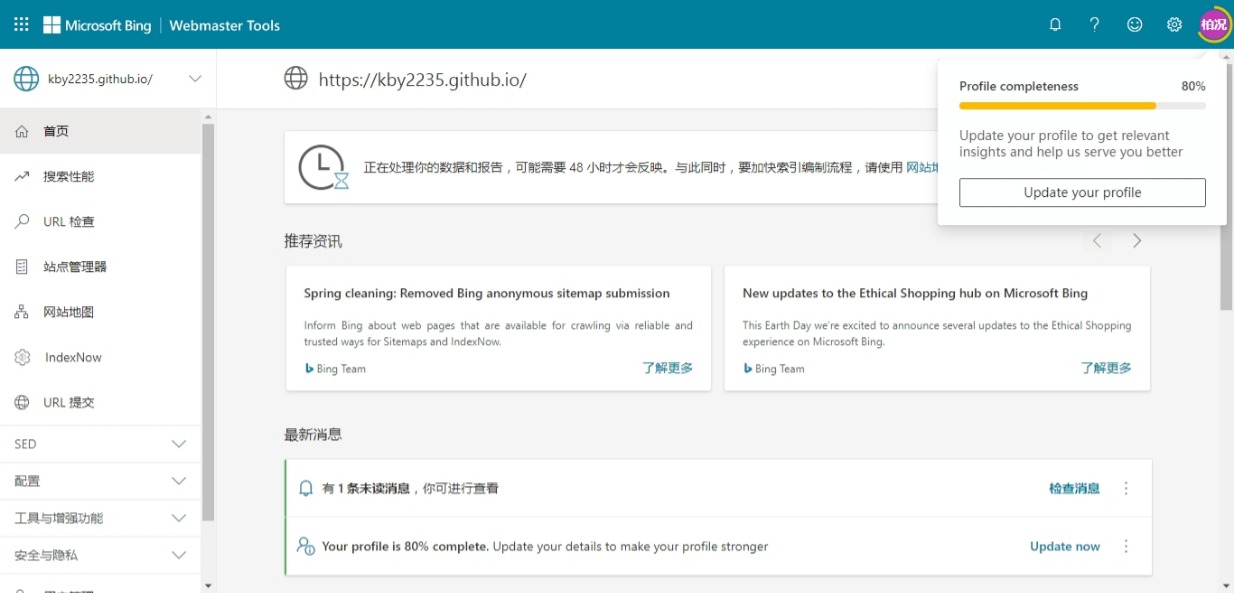 Microsoft Bing | Webmaster Tools
柏况
kby2235.github.io/
https://kby2235.github.io/
Profile completeness 80%
Update your profile to get relevant
insights and help us serve you better
Update your profile
首页
搜索性能
URL 检查
站点管理器
网站地图
IndexNow
URL 提交
SED
配置
工具与增强功能
安全与隐私
正在处理你的数据和报告，可能需要 48 小时才会反映。与此同时，要加快索引编制流程，请使用 网站地
推荐资讯
Spring cleaning: Removed Bing anonymous sitemap submission
Inform Bing about web pages that are available for crawling via reliable and
trusted ways for Sitemaps and IndexNow.
Bing Team 了解更多
New updates to the Ethical Shopping hub on Microsoft Bing
This Earth Day we're excited to announce several updates to the Ethical Shopping
experience on Microsoft Bing.
Bing Team 了解更多
最新消息
有 1 条未读消息，你可进行查看 检查消息
Your profile is 80% complete. Update your details to make your profile stronger Update now